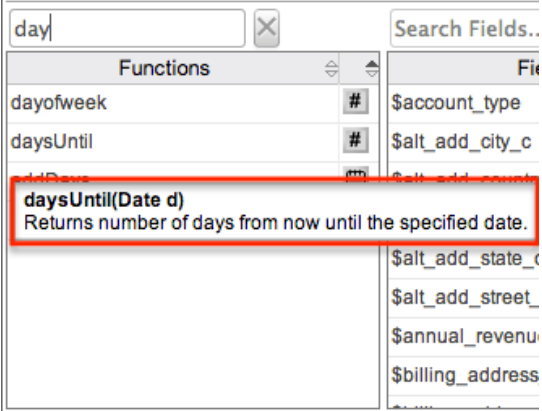 day
Search Fields..
Functions
dayofweek #
daysUntil #
daysUntil(Date d)
Returns number of days from now until the specified date.
$account_type
$alt_add_city_c
$alt_add_state_
$alt_add_street_
$annual_revenu
$billing_address